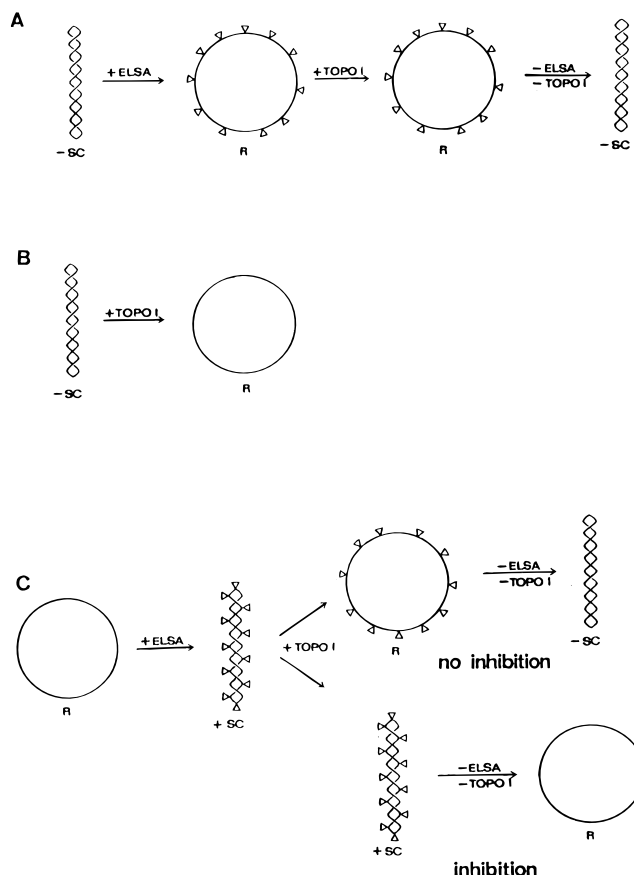 A
+ ELSA
+ TOPO I
- ELSA
- TOPO I
- SC
R
R
- SC
B
+ TOPO I
- SC
R
C
+ ELSA
+ TOPO I
- ELSA
- TOPO I
R
+ SC
R
- SC
no inhibition
- ELSA
- TOPO I
+ SC
R
inhibition